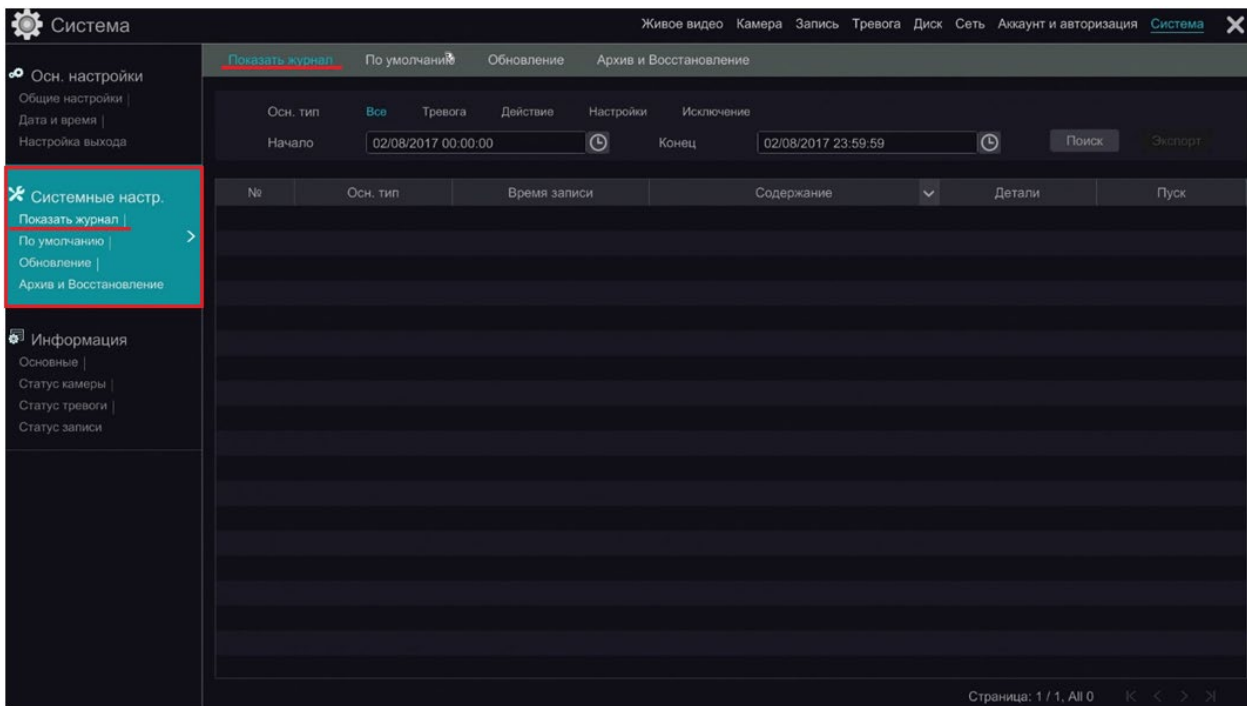 Система
Живое видео Камера Запись Тревога Диск Сеть Аккаунт и авторизация Система
Осн. настройки
Общие настройки |
Дата и время |
Настройка выхода
Системные настр.
Показать журнал |
По умолчанию |
Обновление |
Архив и Восстановление
Информация
Основные |
Статус камеры |
Статус тревоги |
Статус записи
Показать журнал По умолчанию Обновление Архив и Восстановление
Осн. тип Все Тревога Действие Настройки Исключение
Начало 02/08/2017 00:00:00 Конец 02/08/2017 23:59:59 Поиск Экспорт
№ Осн. тип Время записи Содержание Детали Пуск
Страница: 1 / 1, All 0